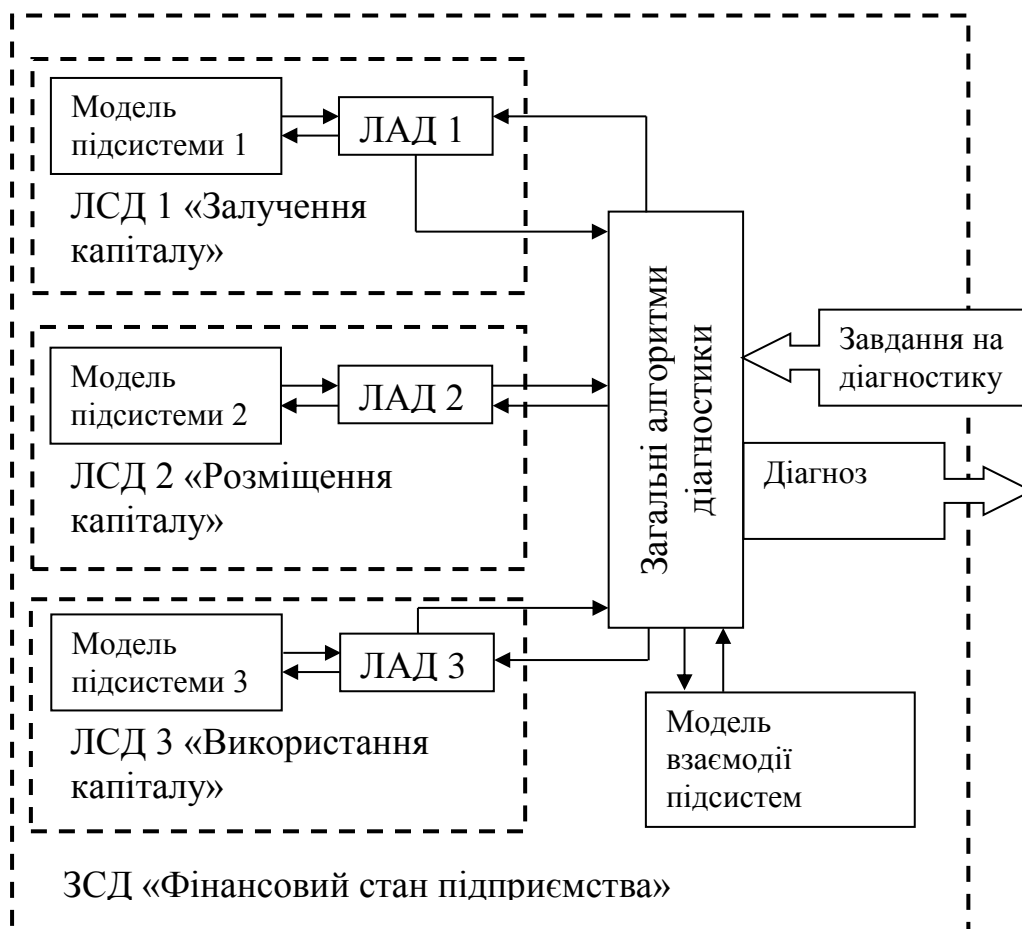 Модель
підсистеми 1
ЛАД 1
ЛСД 1 «Залучення
капіталу»
Модель
підсистеми 2
ЛАД 2
ЛСД 2 «Розміщення
капіталу»
Модель
підсистеми 3
ЛАД 3
ЛСД 3 «Використання
капіталу»
Загальні алгоритми
діагностики
Завдання на
діагностику
Діагноз
Модель
взаємодії
підсистем
ЗСД «Фінансовий стан підприємства»